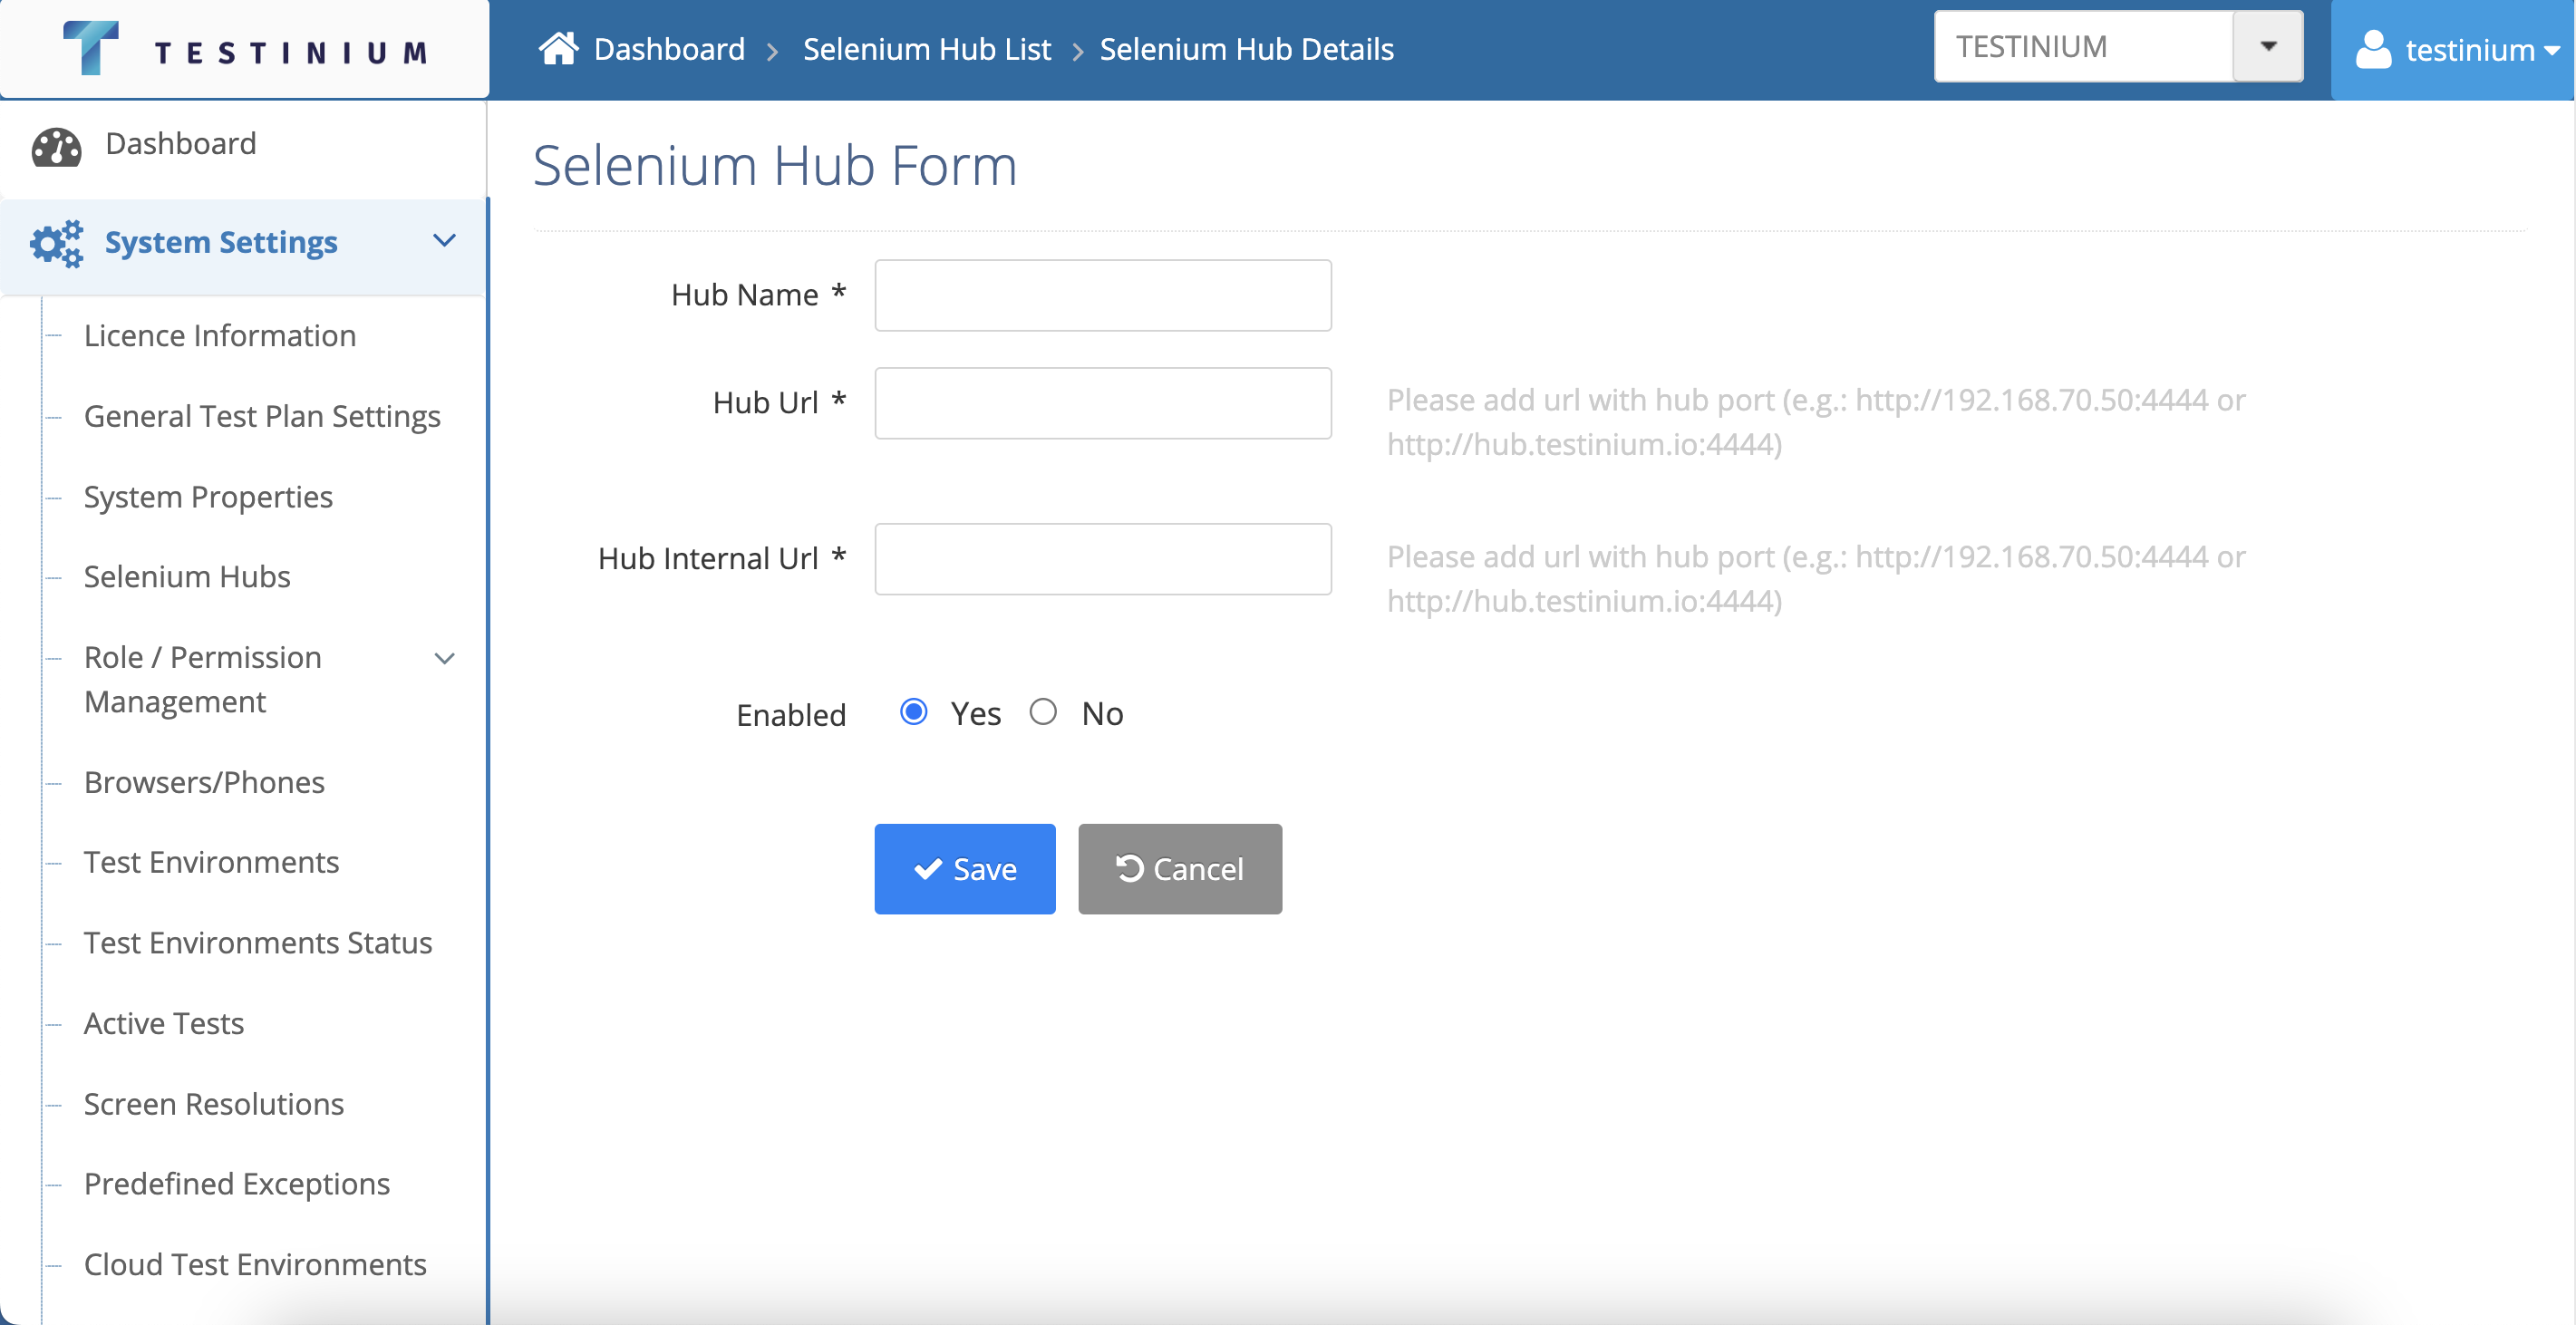 TESTINIUM
Dashboard > Selenium Hub List > Selenium Hub Details
TESTINIUM
testinium
Dashboard
System Settings
Licence Information
General Test Plan Settings
System Properties
Selenium Hubs
Role / Permission
Management
Browsers/Phones
Test Environments
Test Environments Status
Active Tests
Screen Resolutions
Predefined Exceptions
Cloud Test Environments
Selenium Hub Form
Hub Name *
Hub Url *
Please add url with hub port (e.g.: http://192.168.70.50:4444 or
http://hub.testinium.io:4444)
Hub Internal Url *
Please add url with hub port (e.g.: http://192.168.70.50:4444 or
http://hub.testinium.io:4444)
Enabled Yes No
Save Cancel